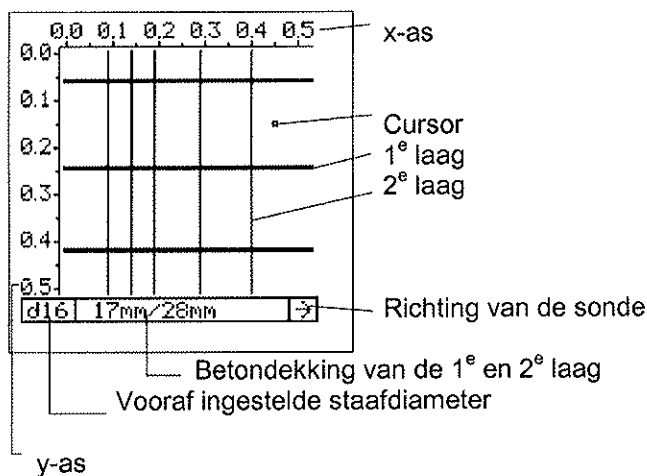 0.0 0.1 0.2 0.3 0.4 0.5
x-as
0.0
0.1
Cursor
1e laag
0.2
2e laag
0.3
0.4
0.5
d16 17mm/28mm →
Richting van de sonde
Betondekking van de 1e en 2e laag
Vooraf ingestelde staafdiameter
y-as